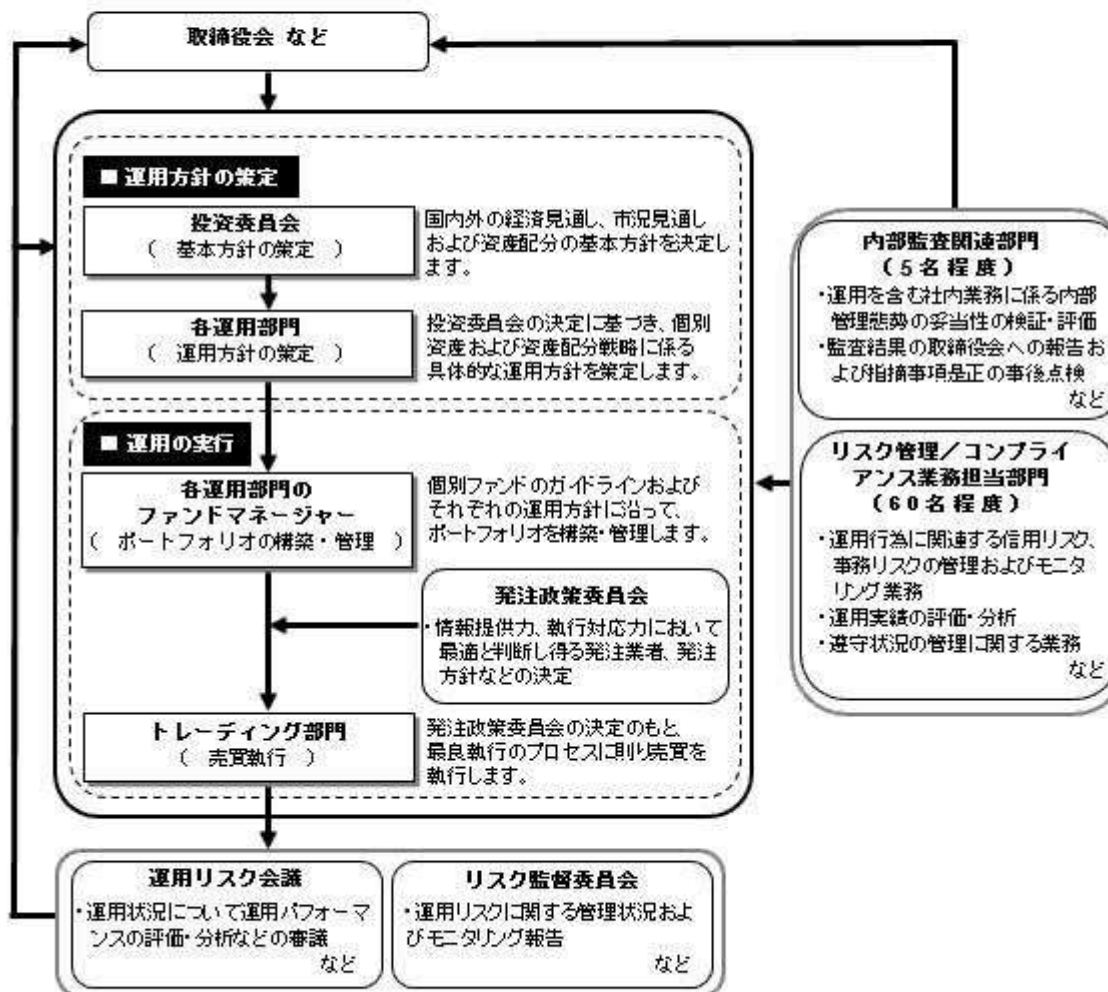 取締役会 など
■ 運用方針の策定
投資委員会
( 基本方針の策定 )
国内外の経済見通し、市況見通し
および資産配分の基本方針を決定し
ます。
各運用部門
( 運用方針の策定 )
投資委員会の決定に基づき、個別
資産および資産配分戦略に係る
具体的な運用方針を策定します。
■ 運用の実行
各運用部門の
ファンドマネージャー
( ポートフォリオの構築・管理 )
個別ファンドのガイドラインおよび
それぞれの運用方針に沿って、
ポートフォリオを構築・管理します。
発注政策委員会
・情報提供力、執行対応力において
最適と判断し得る発注業者、発注
方針などの決定
トレーディング部門
( 売買執行 )
発注政策委員会の決定のもと、
最良執行のプロセスに則り売買を
執行します。
内部監査関連部門
(5名程度)
・運用を含む社内業務に係る内部
管理態勢の妥当性の検証・評価
・監査結果の取締役会への報告お
よび指摘事項是正の事後点検
など
リスク管理/コンプライ
アンス業務担当部門
(60名程度)
・運用行為に関連する信用リスク、
事務リスクの管理およびモニタ
リング業務
・運用実績の評価・分析
・遵守状況の管理に関する業務
など
運用リスク会議
・運用状況について運用パフォーマ
ンスの評価・分析などの審議
など
リスク監督委員会
・運用リスクに関する管理状況およ
びモニタリング報告
など